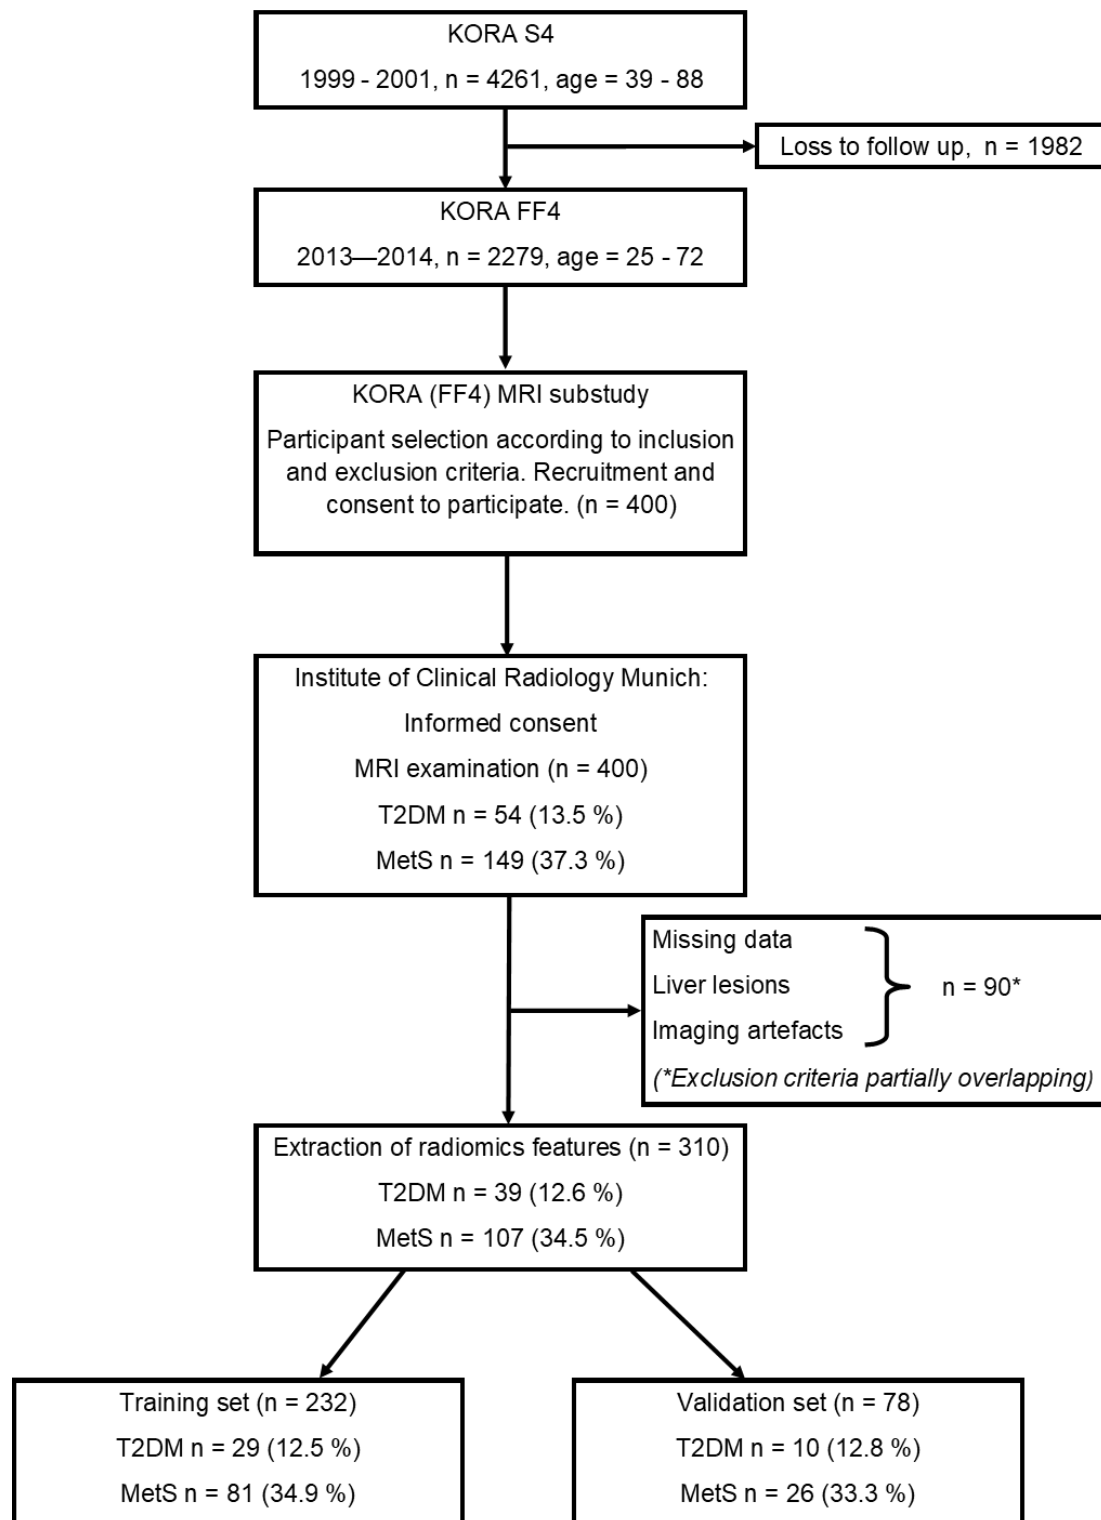 KORA S4
1999 - 2001, n = 4261, age = 39 - 88
Loss to follow up, n = 1982
KORA FF4
2013—2014, n = 2279, age = 25 - 72
KORA (FF4) MRI substudy
Participant selection according to inclusion
and exclusion criteria. Recruitment and
consent to participate. (n = 400)
Institute of Clinical Radiology Munich:
Informed consent
MRI examination (n = 400)
T2DM n = 54 (13.5 %)
MetS n = 149 (37.3 %)
Missing data
Liver lesions
n = 90*
Imaging artefacts
(*Exclusion criteria partially overlapping)
Extraction of radiomics features (n = 310)
T2DM n = 39 (12.6 %)
MetS n = 107 (34.5 %)
Training set (n = 232)
T2DM n = 29 (12.5 %)
MetS n = 81 (34.9 %)
Validation set (n = 78)
T2DM n = 10 (12.8 %)
MetS n = 26 (33.3 %)